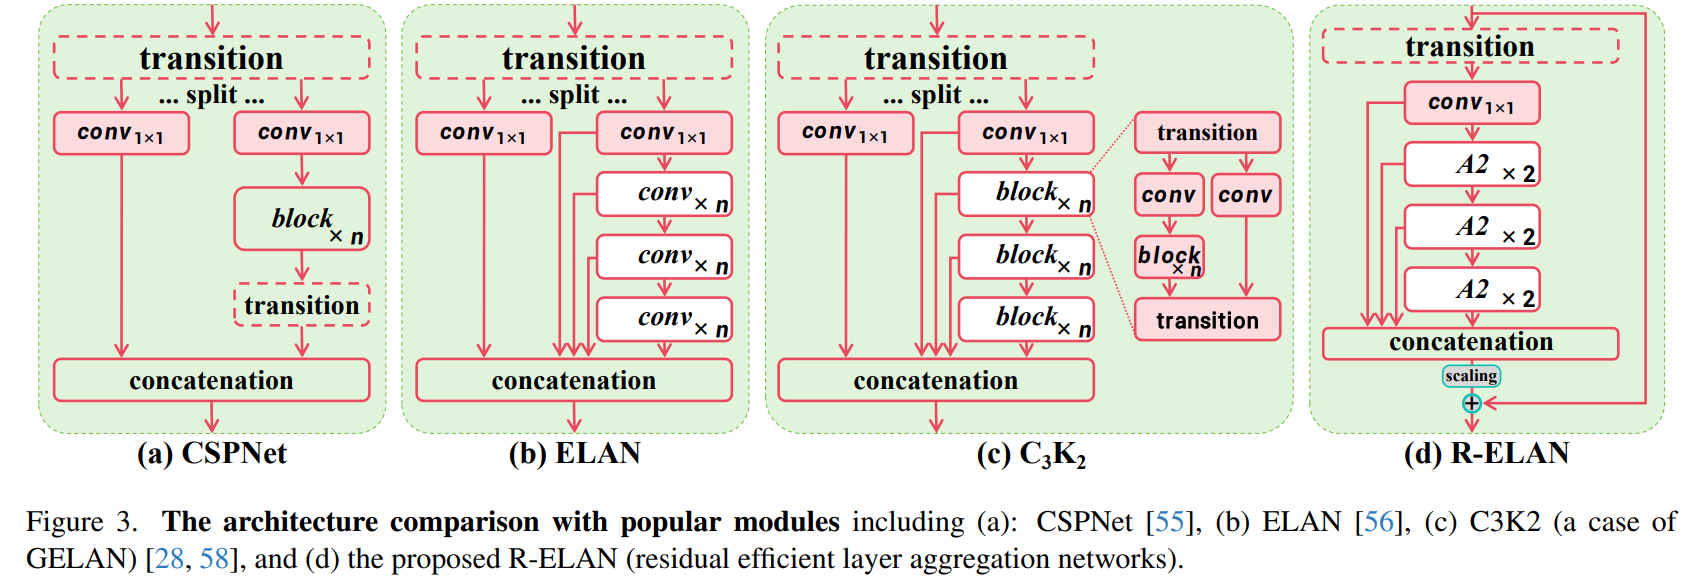 transition
... split ...
conv1×1
conv1×1
block × n
transition
concatenation
(a) CSPNet
transition
... split ...
conv1×1
conv1×1
conv × n
conv × n
conv × n
concatenation
(b) ELAN
transition
... split ...
conv1×1
conv1×1
block × n
block × n
block × n
concatenation
transition
conv
conv
block × n
transition
(c) C3K2
transition
conv1×1
A2 × 2
A2 × 2
A2 × 2
concatenation
scaling
+
(d) R-ELAN
Figure 3. The architecture comparison with popular modules including (a): CSPNet [55], (b) ELAN [56], (c) C3K2 (a case of
GELAN) [28, 58], and (d) the proposed R-ELAN (residual efficient layer aggregation networks).